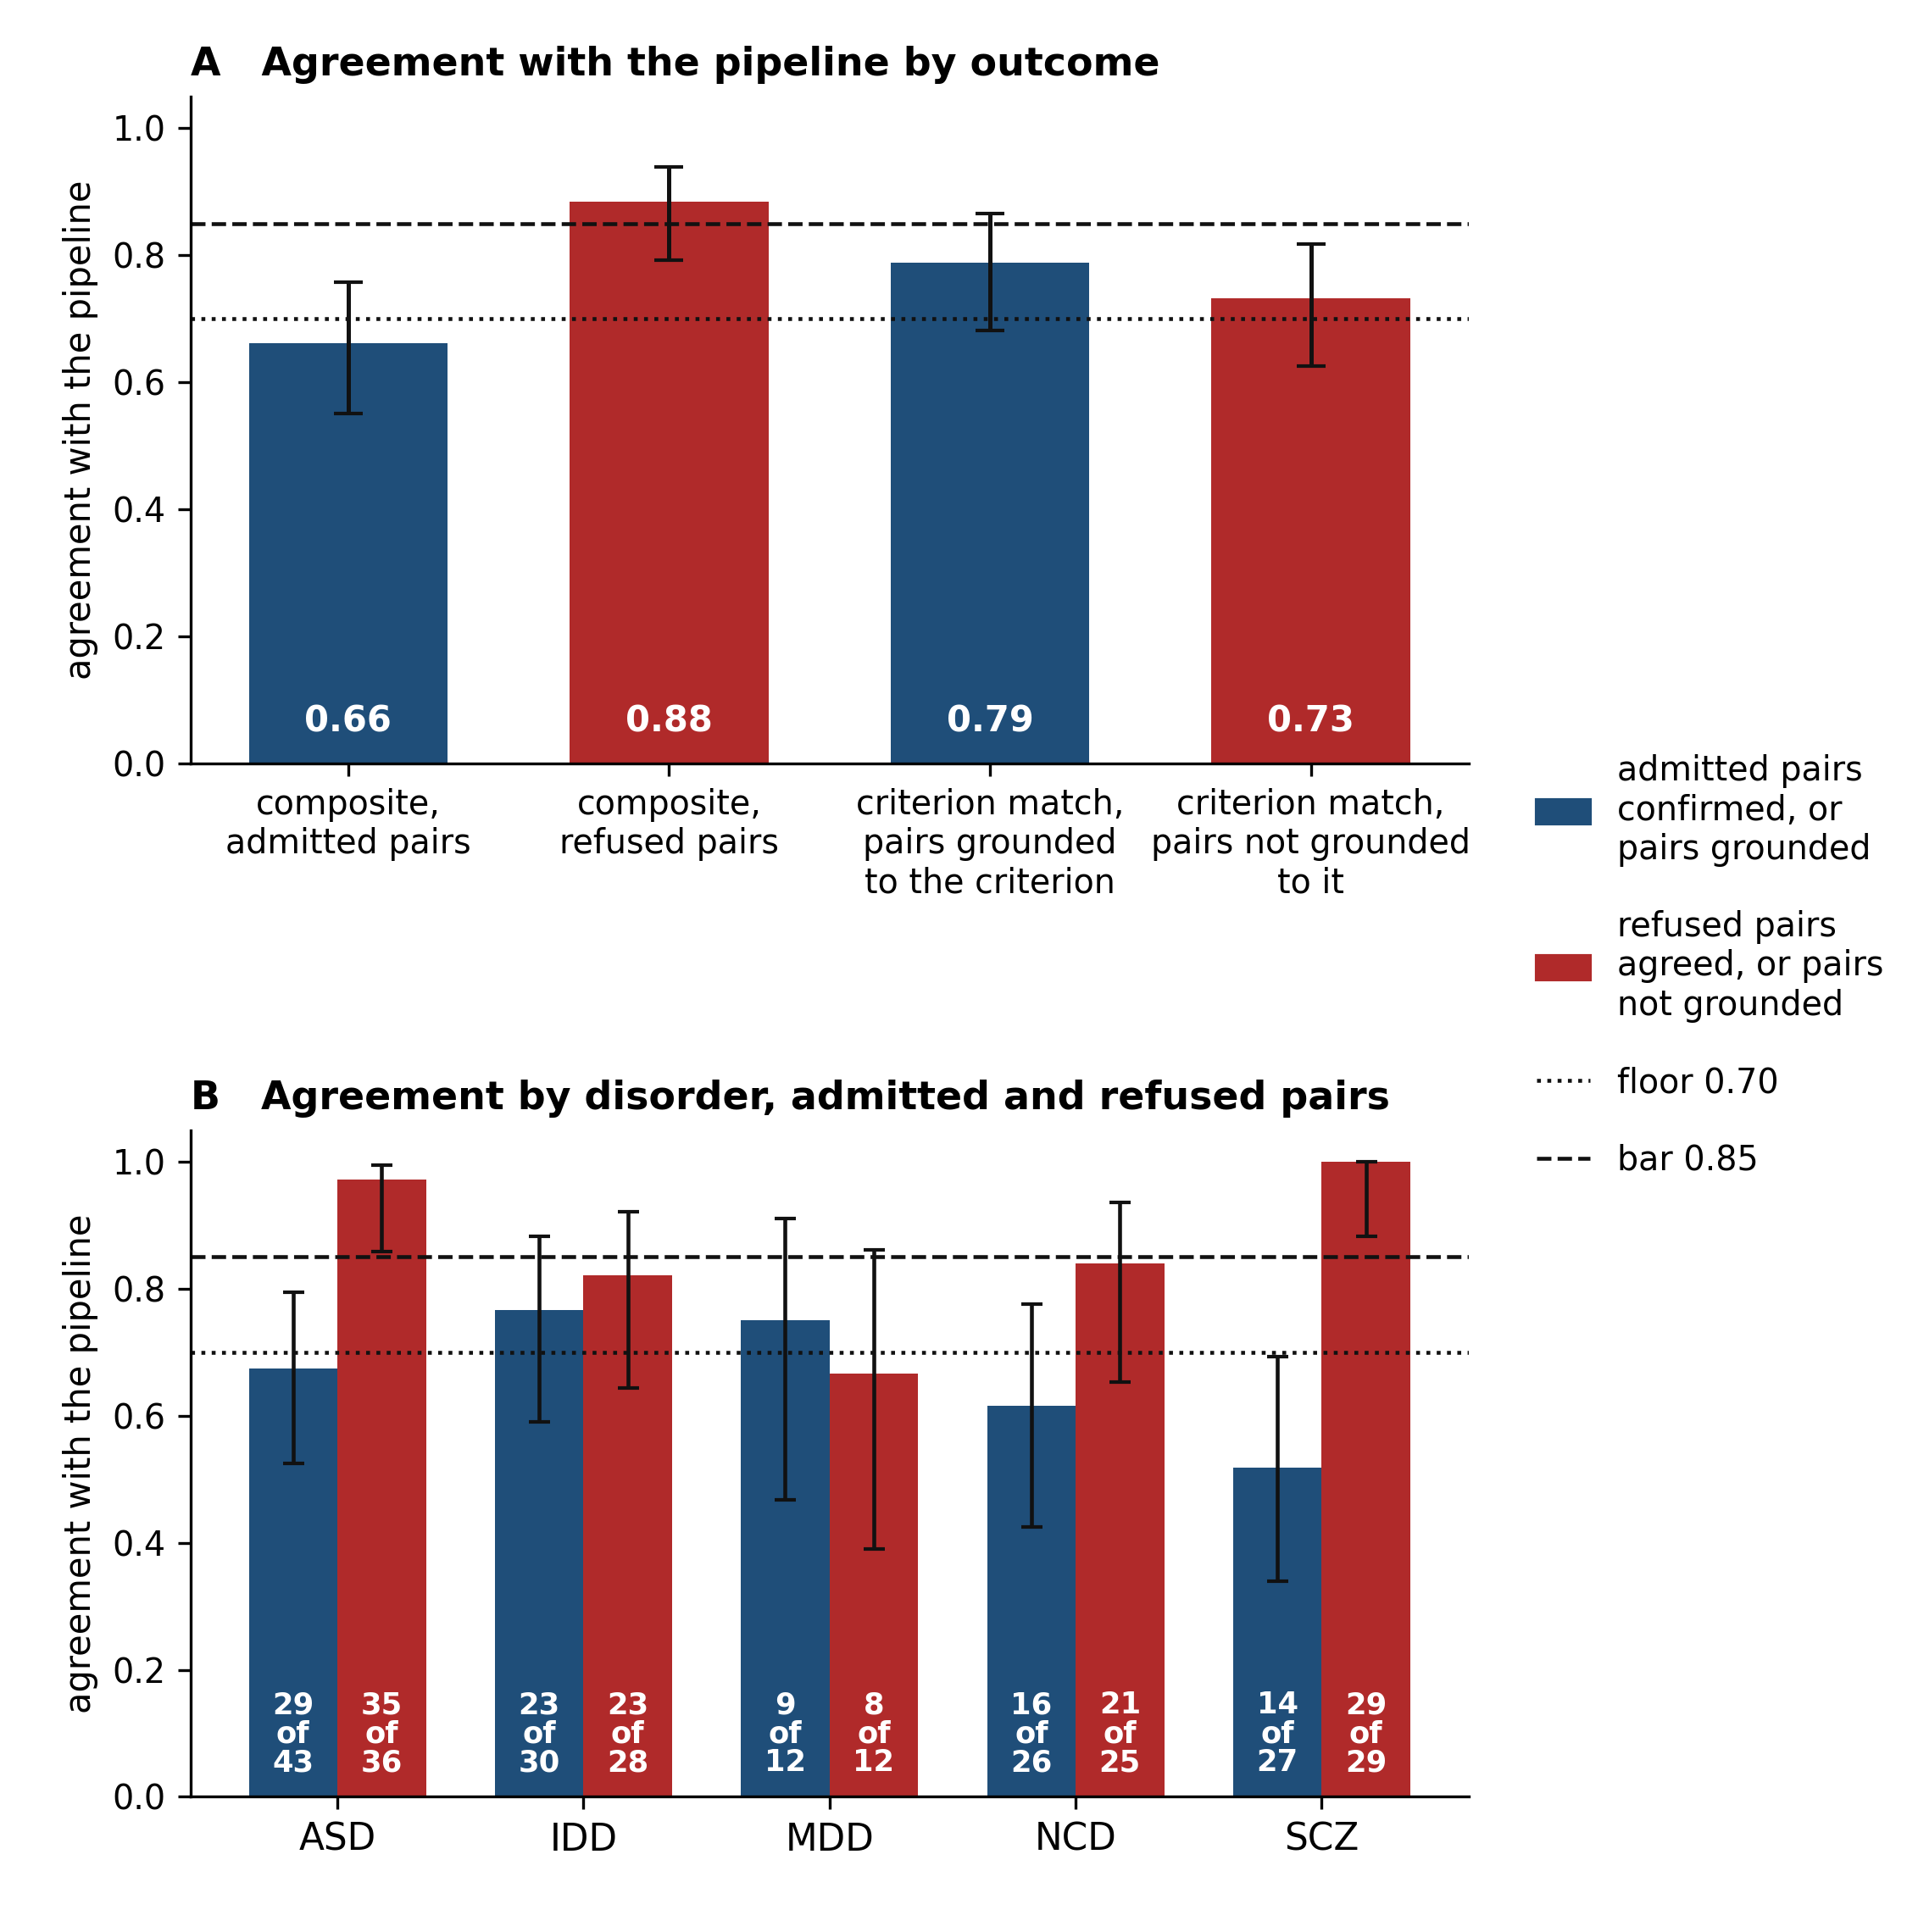 A Agreement with the pipeline by outcome
agreement with the pipeline
1.0
0.8
0.6
0.4
0.2
0.0
0.66
0.88
0.79
0.73
composite,
admitted pairs
composite,
refused pairs
criterion match,
pairs grounded
to the criterion
criterion match,
pairs not grounded
to it
admitted pairs
confirmed, or
pairs grounded
refused pairs
agreed, or pairs
not grounded
floor 0.70
bar 0.85
B Agreement by disorder, admitted and refused pairs
agreement with the pipeline
1.0
0.8
0.6
0.4
0.2
0.0
29
of
43
35
of
36
23
of
30
23
of
28
9
of
12
8
of
12
16
of
26
21
of
25
14
of
27
29
of
29
ASD
IDD
MDD
NCD
SCZ